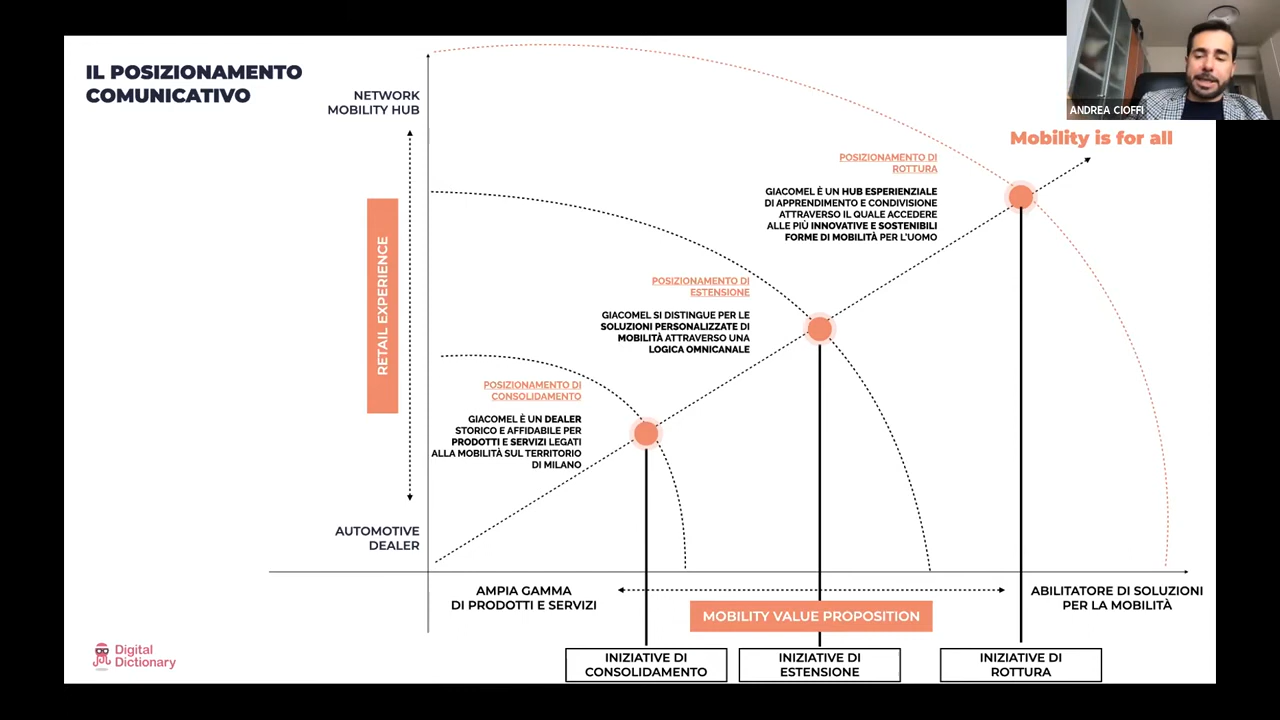 IL POSIZIONAMENTO
COMUNICATIVO
NETWORK
MOBILITY HUB
ANDREA CIOFFI
Mobility is for all
POSIZIONAMENTO DI
ROTTURA
GIACOMEL È UN HUB ESPERIENZIALE
DI APPRENDIMENTO E CONDIVISIONE
ATTRAVERSO IL QUALE ACCEDERE
ALLE PIÙ INNOVATIVE E SOSTENIBILI
FORME DI MOBILITÀ PER L'UOMO
RETAIL EXPERIENCE
POSIZIONAMENTO DI
ESTENSIONE
GIACOMEL SI DISTINGUE PER LE
SOLUZIONI PERSONALIZZATE DI
MOBILITÀ ATTRAVERSO UNA
LOGICA OMNICANALE
POSIZIONAMENTO DI
CONSOLIDAMENTO
GIACOMEL È UN DEALER
STORICO E AFFIDABILE PER
PRODOTTI E SERVIZI LEGATI
ALLA MOBILITÀ SUL TERRITORIO
DI MILANO
AUTOMOTIVE
DEALER
AMPIA GAMMA
DI PRODOTTI E SERVIZI
MOBILITY VALUE PROPOSITION
ABILITATORE DI SOLUZIONI
PER LA MOBILITÀ
INIZIATIVE DI
CONSOLIDAMENTO
INIZIATIVE DI
ESTENSIONE
INIZIATIVE DI
ROTTURA
Digital
Dictionary